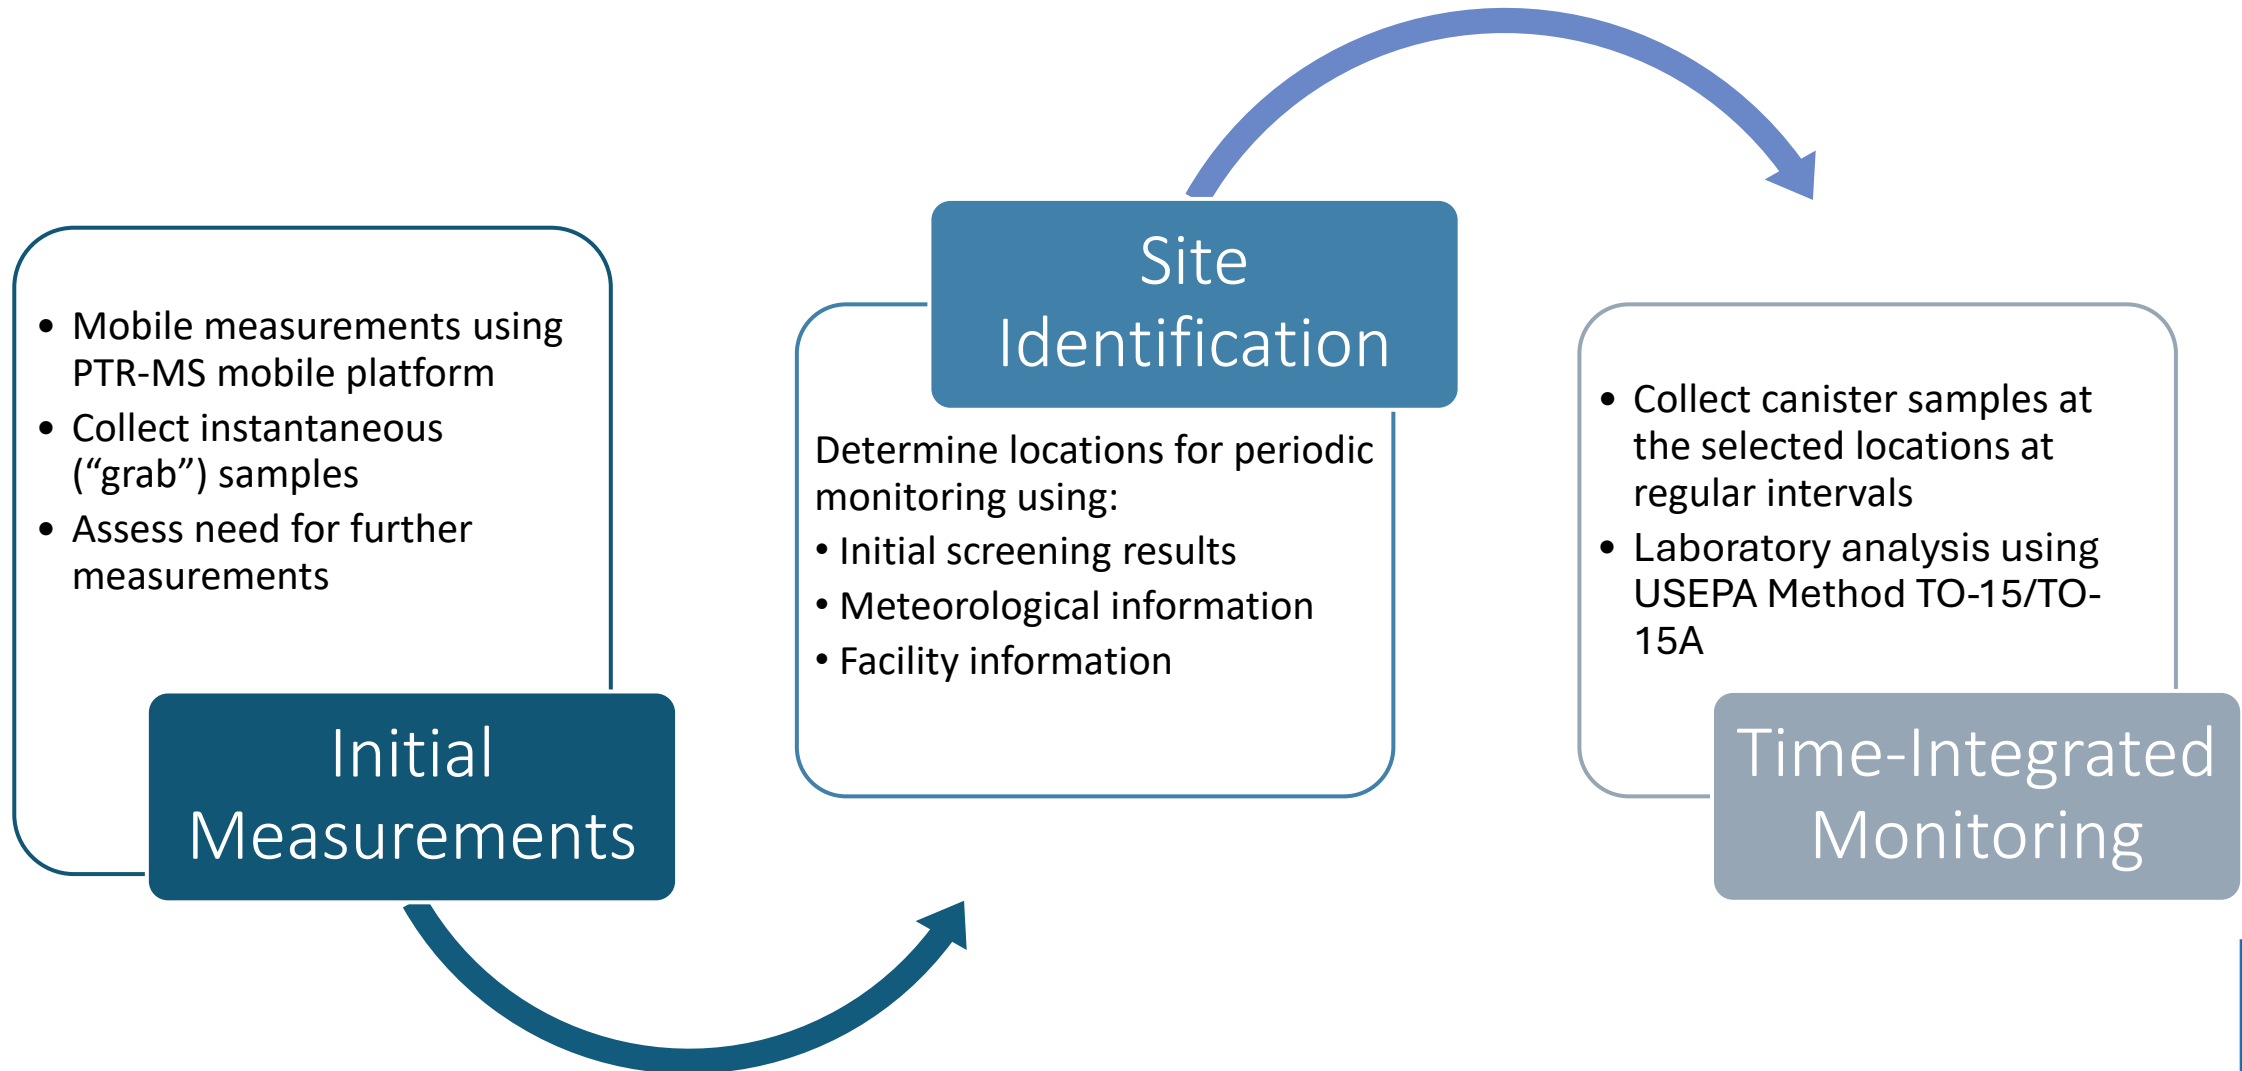 • Mobile measurements using
PTR-MS mobile platform
• Collect instantaneous
(“grab”) samples
• Assess need for further
measurements
Initial
Measurements
Site
Identification
Determine locations for periodic
monitoring using:
• Initial screening results
• Meteorological information
• Facility information
• Collect canister samples at
the selected locations at
regular intervals
• Laboratory analysis using
USEPA Method TO-15/TO-
15A
Time-Integrated
Monitoring